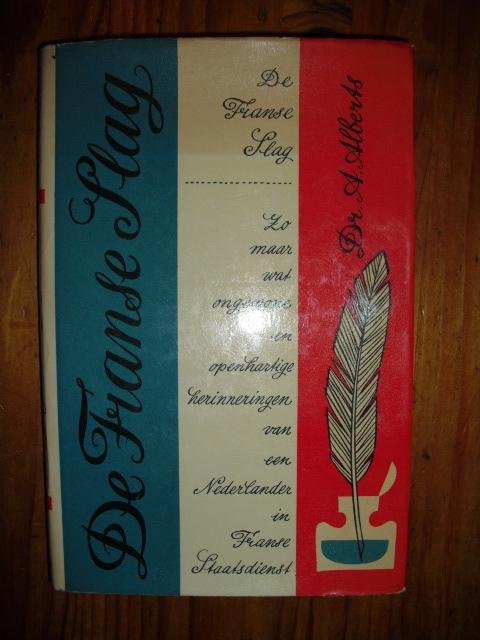 De Franse Slag
De
Franse
Slag
Zo
maar
wat
ongewone
en
openhartige
herinneringen
van
een
Nederlander
in
Franse
Staatsdienst
Dr. A. Alberts